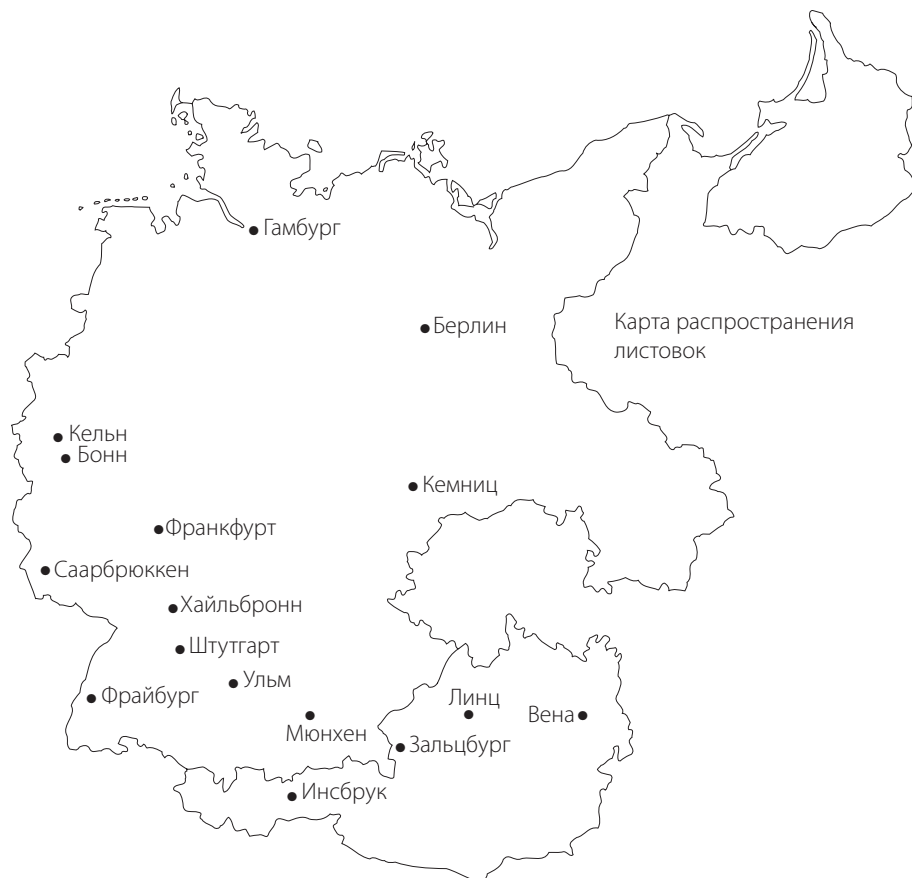 Гамбург
Берлин
Карта распространения
листовок
Кельн
Бонн
Кемниц
Франкфурт
Саарбрюккен
Хайльбронн
Штутгарт
Ульм
Фрайбург
Линц
Вена
Мюнхен
Зальцбург
Инсбрук